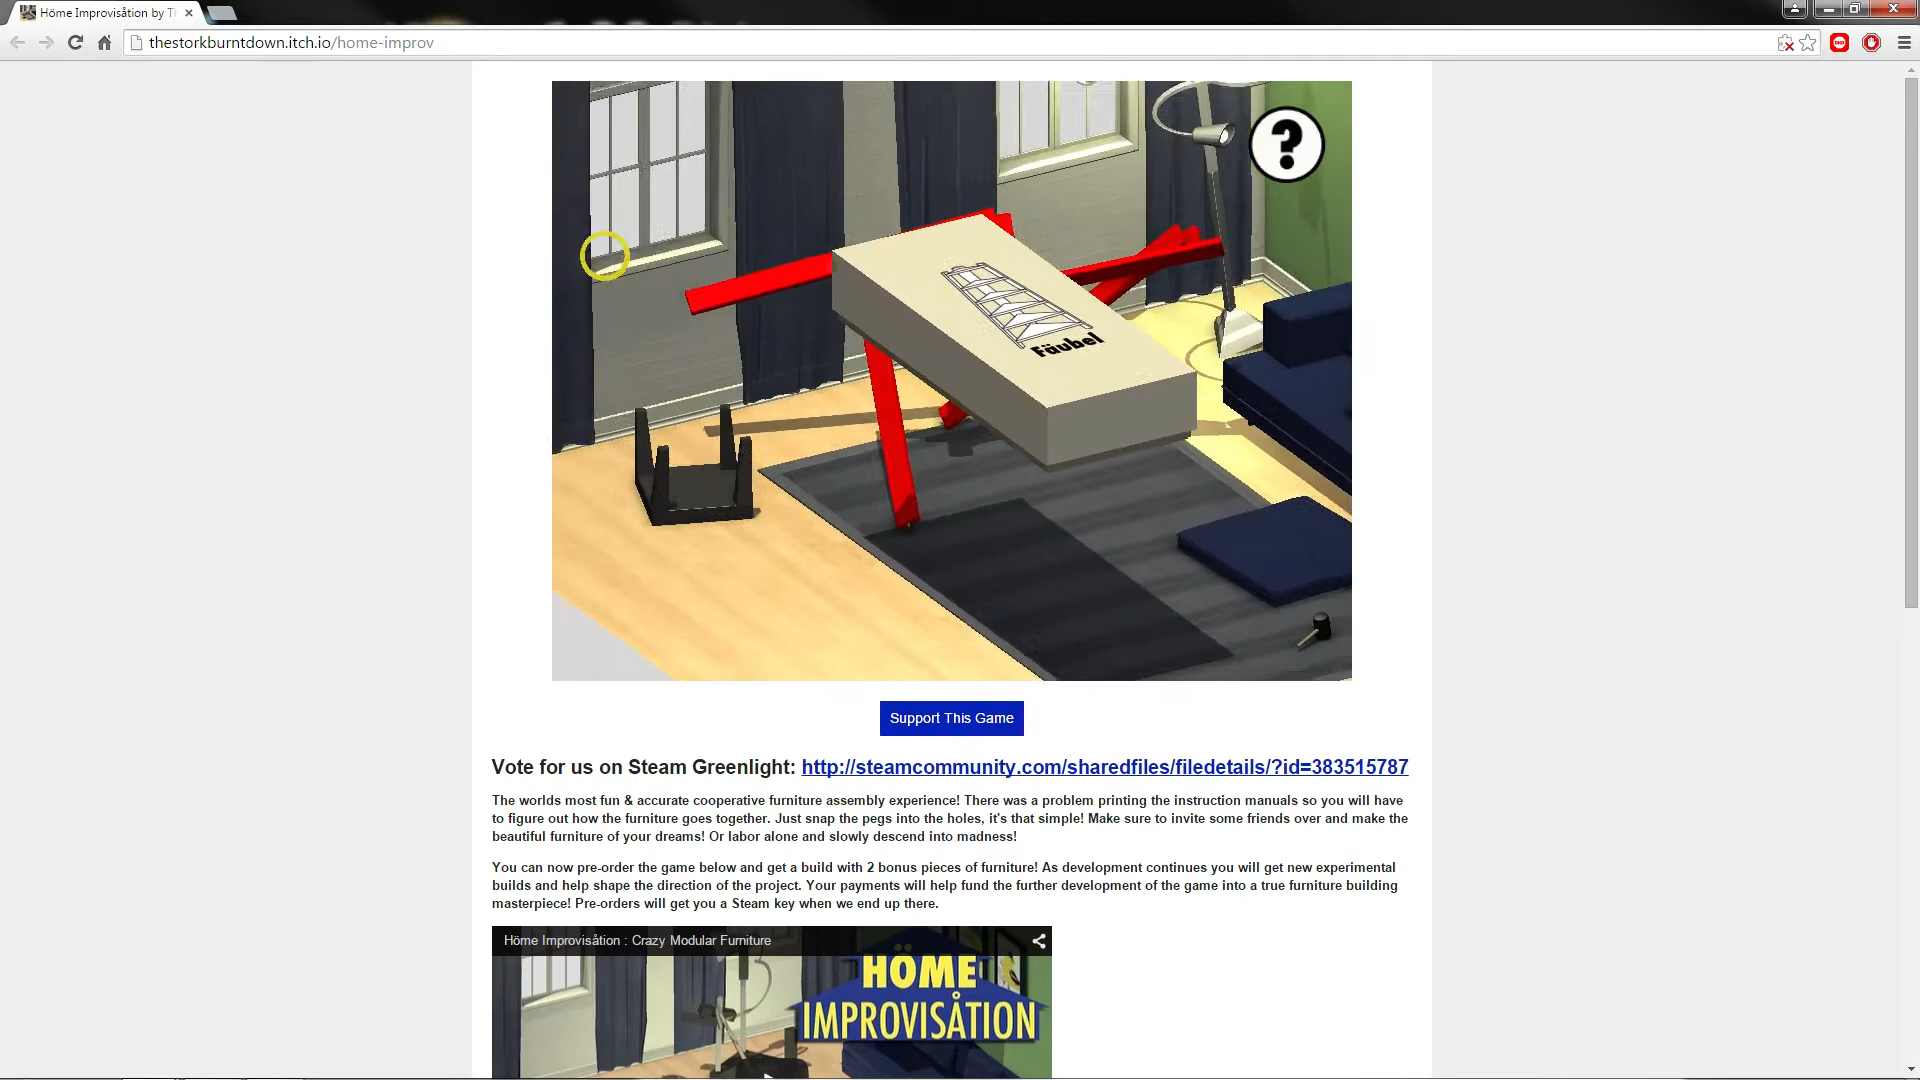 Höme Improvisåtion by Th
thestorkburntdown.itch.io/home-improv
?
Fäubel
Support This Game
Vote for us on Steam Greenlight: http://steamcommunity.com/sharedfiles/filedetails/?id=383515787
The worlds most fun & accurate cooperative furniture assembly experience! There was a problem printing the instruction manuals so you will have
to figure out how the furniture goes together. Just snap the pegs into the holes, it's that simple! Make sure to invite some friends over and make the
beautiful furniture of your dreams! Or labor alone and slowly descend into madness!
You can now pre-order the game below and get a build with 2 bonus pieces of furniture! As development continues you will get new experimental
builds and help shape the direction of the project. Your payments will help fund the further development of the game into a true furniture building
masterpiece! Pre-orders will get you a Steam key when we end up there.
Höme Improvisåtion : Crazy Modular Furniture
HÖME
IMPROVISÅTION